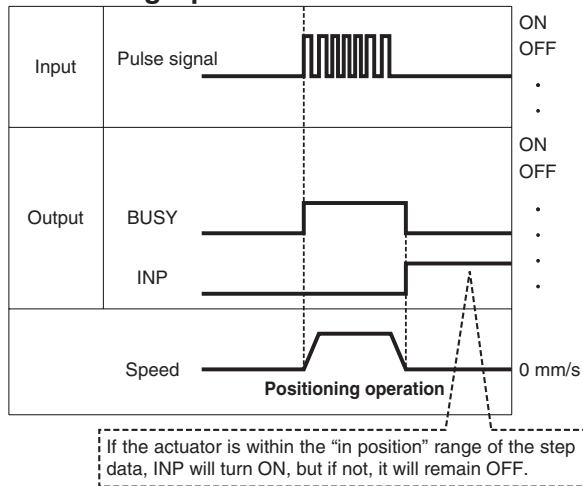 ON
OFF
Input
Pulse signal
ON
OFF
Output
BUSY
INP
Speed
0 mm/s
Positioning operation
If the actuator is within the “in position” range of the step
data, INP will turn ON, but if not, it will remain OFF.